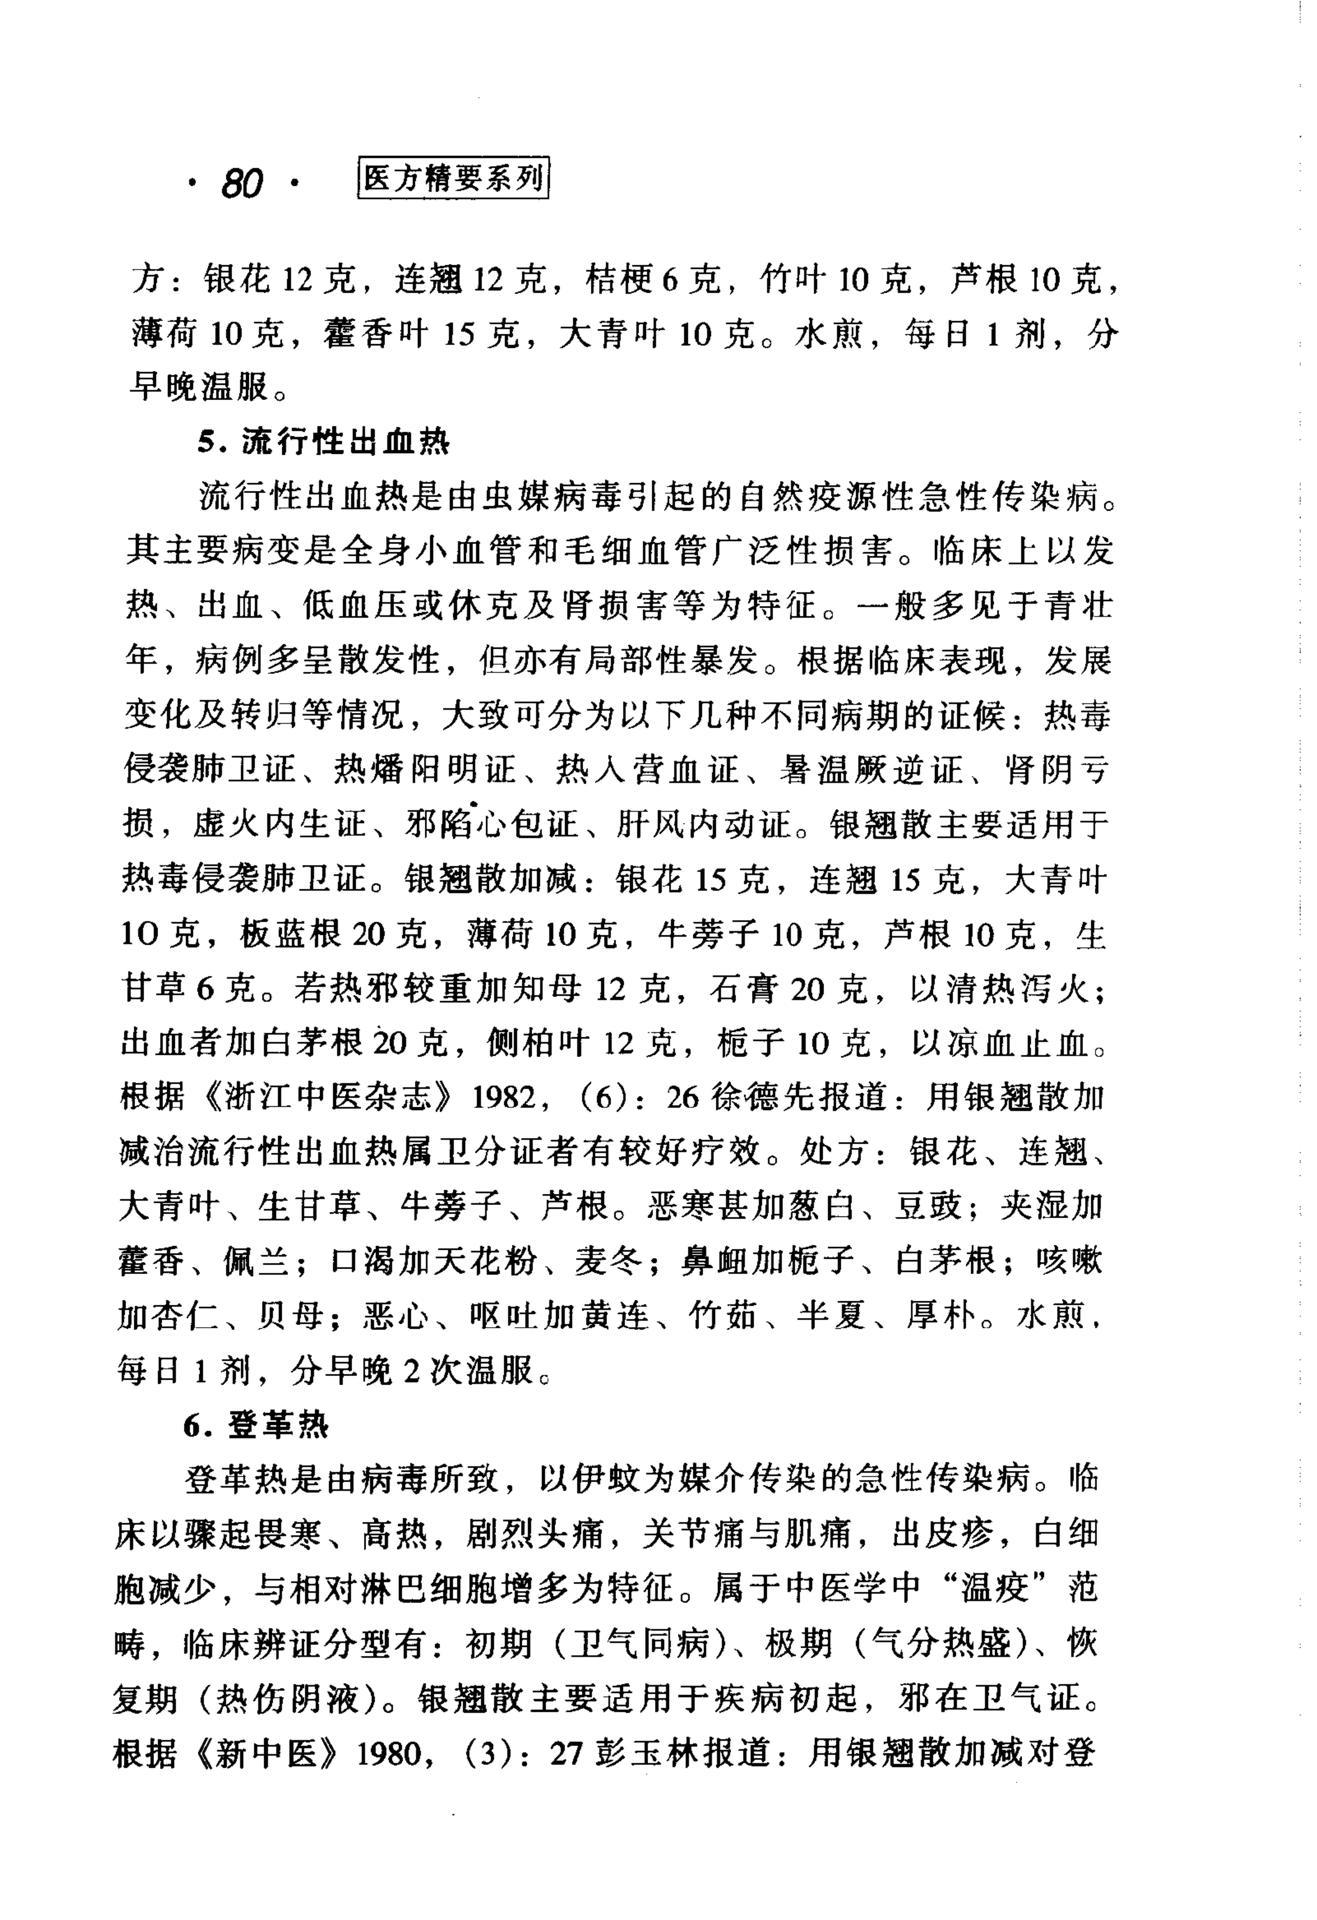 · 80 · 医方精要系列
方：银花 12 克，连翘 12 克，桔梗 6 克，竹叶 10 克，芦根 10 克，
薄荷 10 克，藿香叶 15 克，大青叶 10 克。水煎，每日 1 剂，分
早晚温服。
5. 流行性出血热
流行性出血热是由虫媒病毒引起的自然疫源性急性传染病。
其主要病变是全身小血管和毛细血管广泛性损害。临床上以发
热、出血、低血压或休克及肾损害等为特征。一般多见于青壮
年，病例多呈散发性，但亦有局部性暴发。根据临床表现，发展
变化及转归等情况，大致可分为以下几种不同病期的证候：热毒
侵袭肺卫证、热燔阳明证、热入营血证、暑温厥逆证、肾阴亏
损，虚火内生证、邪陷心包证、肝风内动证。银翘散主要适用于
热毒侵袭肺卫证。银翘散加减：银花 15 克，连翘 15 克，大青叶
10 克，板蓝根 20 克，薄荷 10 克，牛蒡子 10 克，芦根 10 克，生
甘草 6 克。若热邪较重加知母 12 克，石膏 20 克，以清热泻火；
出血者加白茅根 20 克，侧柏叶 12 克，栀子 10 克，以凉血止血。
根据《浙江中医杂志》1982，（6）：26 徐德先报道：用银翘散加
减治流行性出血热属卫分证者有较好疗效。处方：银花、连翘、
大青叶、生甘草、牛蒡子、芦根。恶寒甚加葱白、豆豉；夹湿加
藿香、佩兰；口渴加天花粉、麦冬；鼻衄加栀子、白茅根；咳嗽
加杏仁、贝母；恶心、呕吐加黄连、竹茹、半夏、厚朴。水煎，
每日 1 剂，分早晚 2 次温服。
6. 登革热
登革热是由病毒所致，以伊蚊为媒介传染的急性传染病。临
床以骤起畏寒、高热，剧烈头痛，关节痛与肌痛，出皮疹，白细
胞减少，与相对淋巴细胞增多为特征。属于中医学中“温疫”范
畴，临床辨证分型有：初期（卫气同病）、极期（气分热盛）、恢
复期（热伤阴液）。银翘散主要适用于疾病初起，邪在卫气证。
根据《新中医》1980，（3）：27 彭玉林报道：用银翘散加减对登